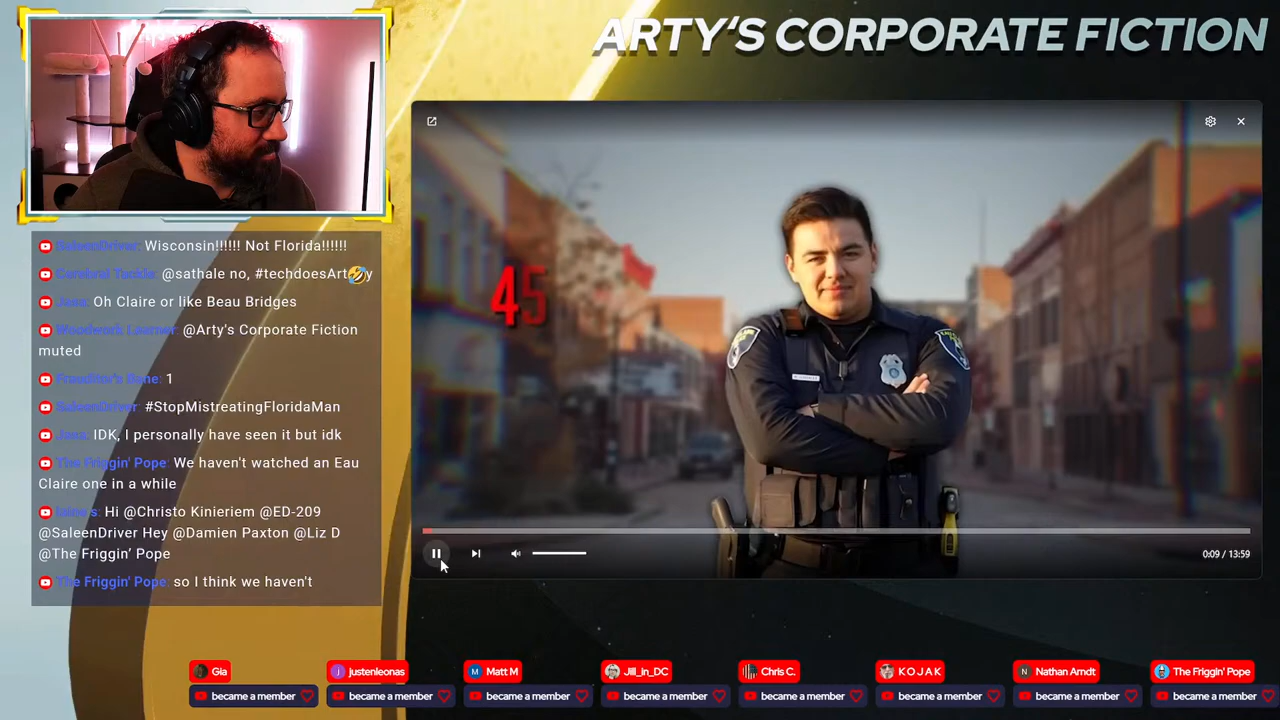 ARTY'S CORPORATE FICTION
SaleenDriver: Wisconsin!!!!!! Not Florida!!!!!!
@sathale no, #techdoesArt🤣y
Oh Claire or like Beau Bridges
@Arty's Corporate Fiction
muted
1
SaleenDriver: #StopMistreatingFloridaMan
IDK, I personally have seen it but idk
The Friggin' Pope: We haven't watched an Eau
Claire one in a while
Hi @Christo Kinieriem @ED-209
@SaleenDriver Hey @Damien Paxton @Liz D
@The Friggin' Pope
The Friggin' Pope: so I think we haven't
45
0:09 / 13:59
Gia
became a member
justenleonas
became a member
M Matt M
became a member
Jill_in_DC
became a member
Chris C.
became a member
K O J A K
became a member
N Nathan Arndt
became a member
The Friggin' Pope
became a member